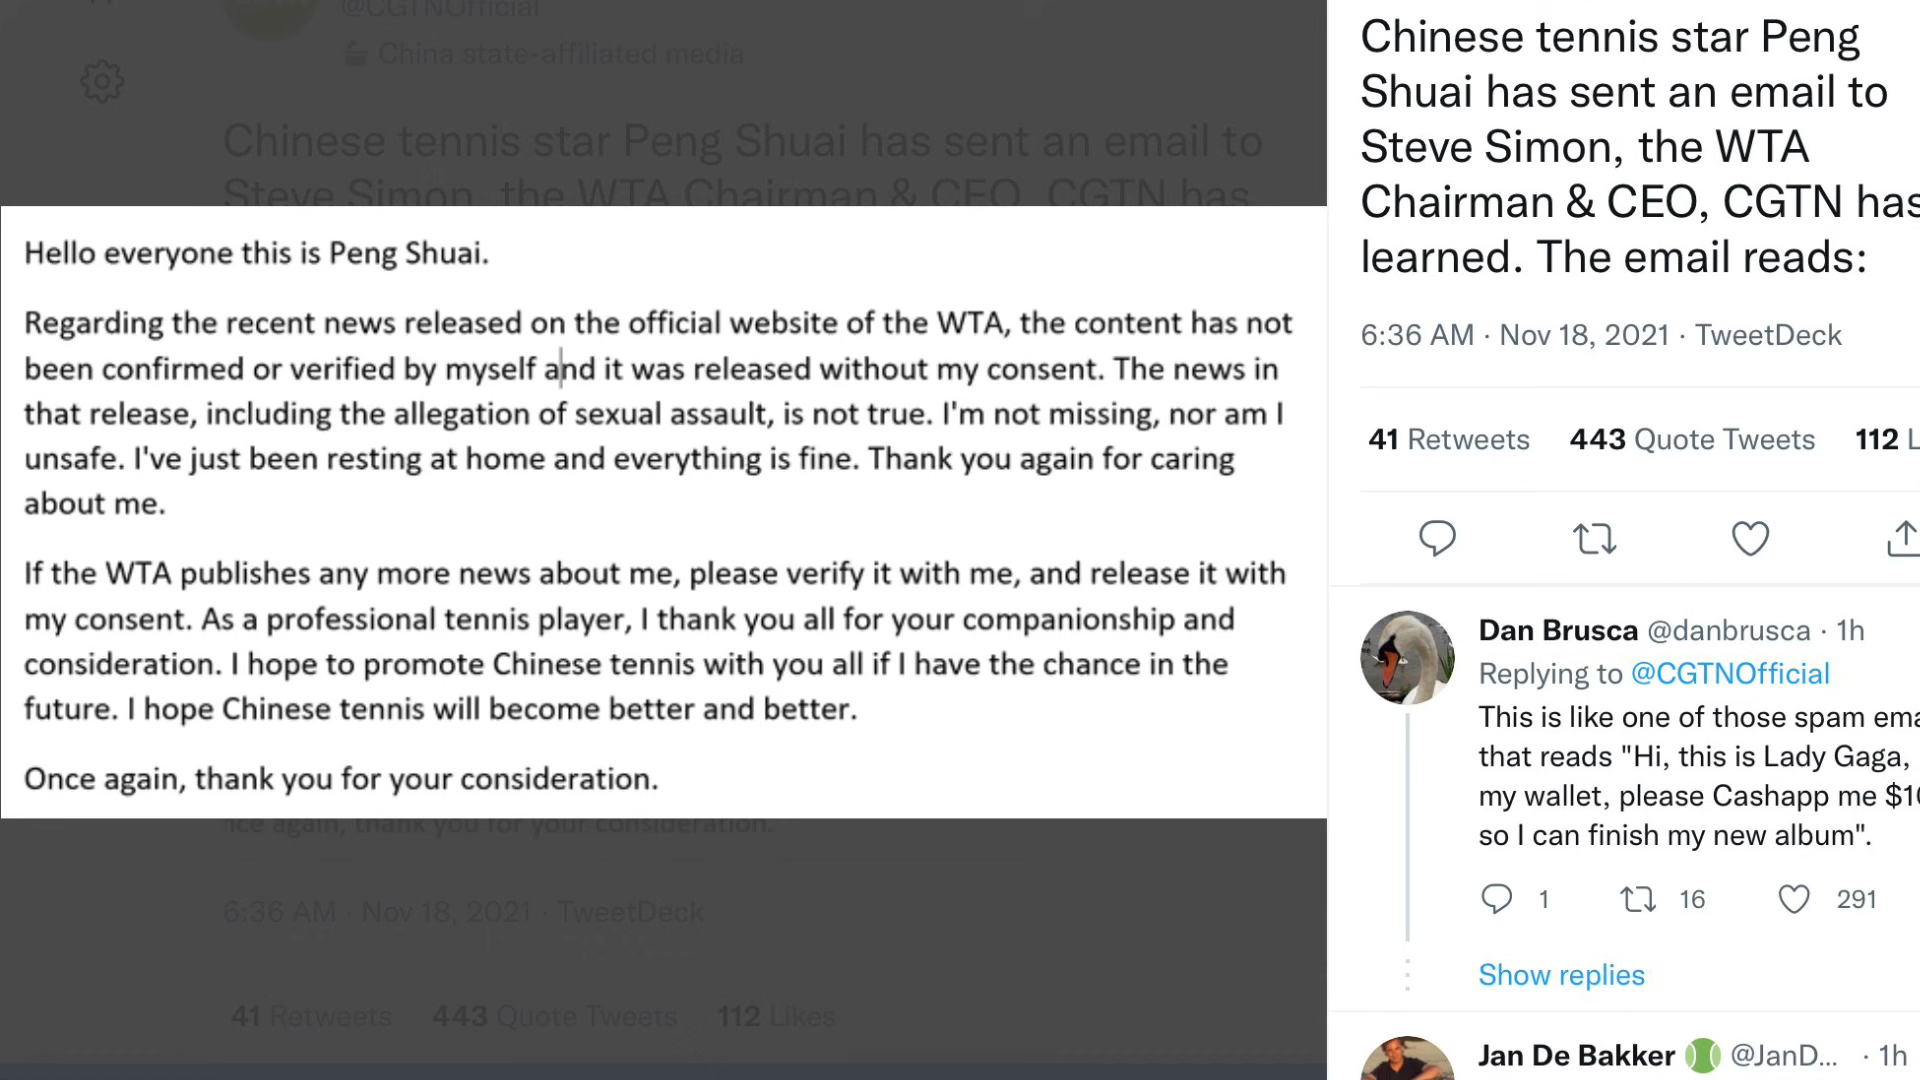 @CGTNOfficial
China state-affiliated media
Chinese tennis star Peng Shuai has sent an email to
Steve Simon, the WTA Chairman & CEO, CGTN has
Hello everyone this is Peng Shuai.
Regarding the recent news released on the official website of the WTA, the content has not
been confirmed or verified by myself and it was released without my consent. The news in
that release, including the allegation of sexual assault, is not true. I'm not missing, nor am I
unsafe. I've just been resting at home and everything is fine. Thank you again for caring
about me.
If the WTA publishes any more news about me, please verify it with me, and release it with
my consent. As a professional tennis player, I thank you all for your companionship and
consideration. I hope to promote Chinese tennis with you all if I have the chance in the
future. I hope Chinese tennis will become better and better.
Once again, thank you for your consideration.
nce again, thank you for your consideration.
6:36 AM · Nov 18, 2021 · TweetDeck
41 Retweets 443 Quote Tweets 112 Likes
Chinese tennis star Peng
Shuai has sent an email to
Steve Simon, the WTA
Chairman & CEO, CGTN has
learned. The email reads:
6:36 AM · Nov 18, 2021 · TweetDeck
41 Retweets 443 Quote Tweets 112 L
Dan Brusca @danbrusca · 1h
Replying to @CGTNOfficial
This is like one of those spam ema
that reads "Hi, this is Lady Gaga,
my wallet, please Cashapp me $10
so I can finish my new album".
1 16 291
Show replies
Jan De Bakker @JanD... · 1h